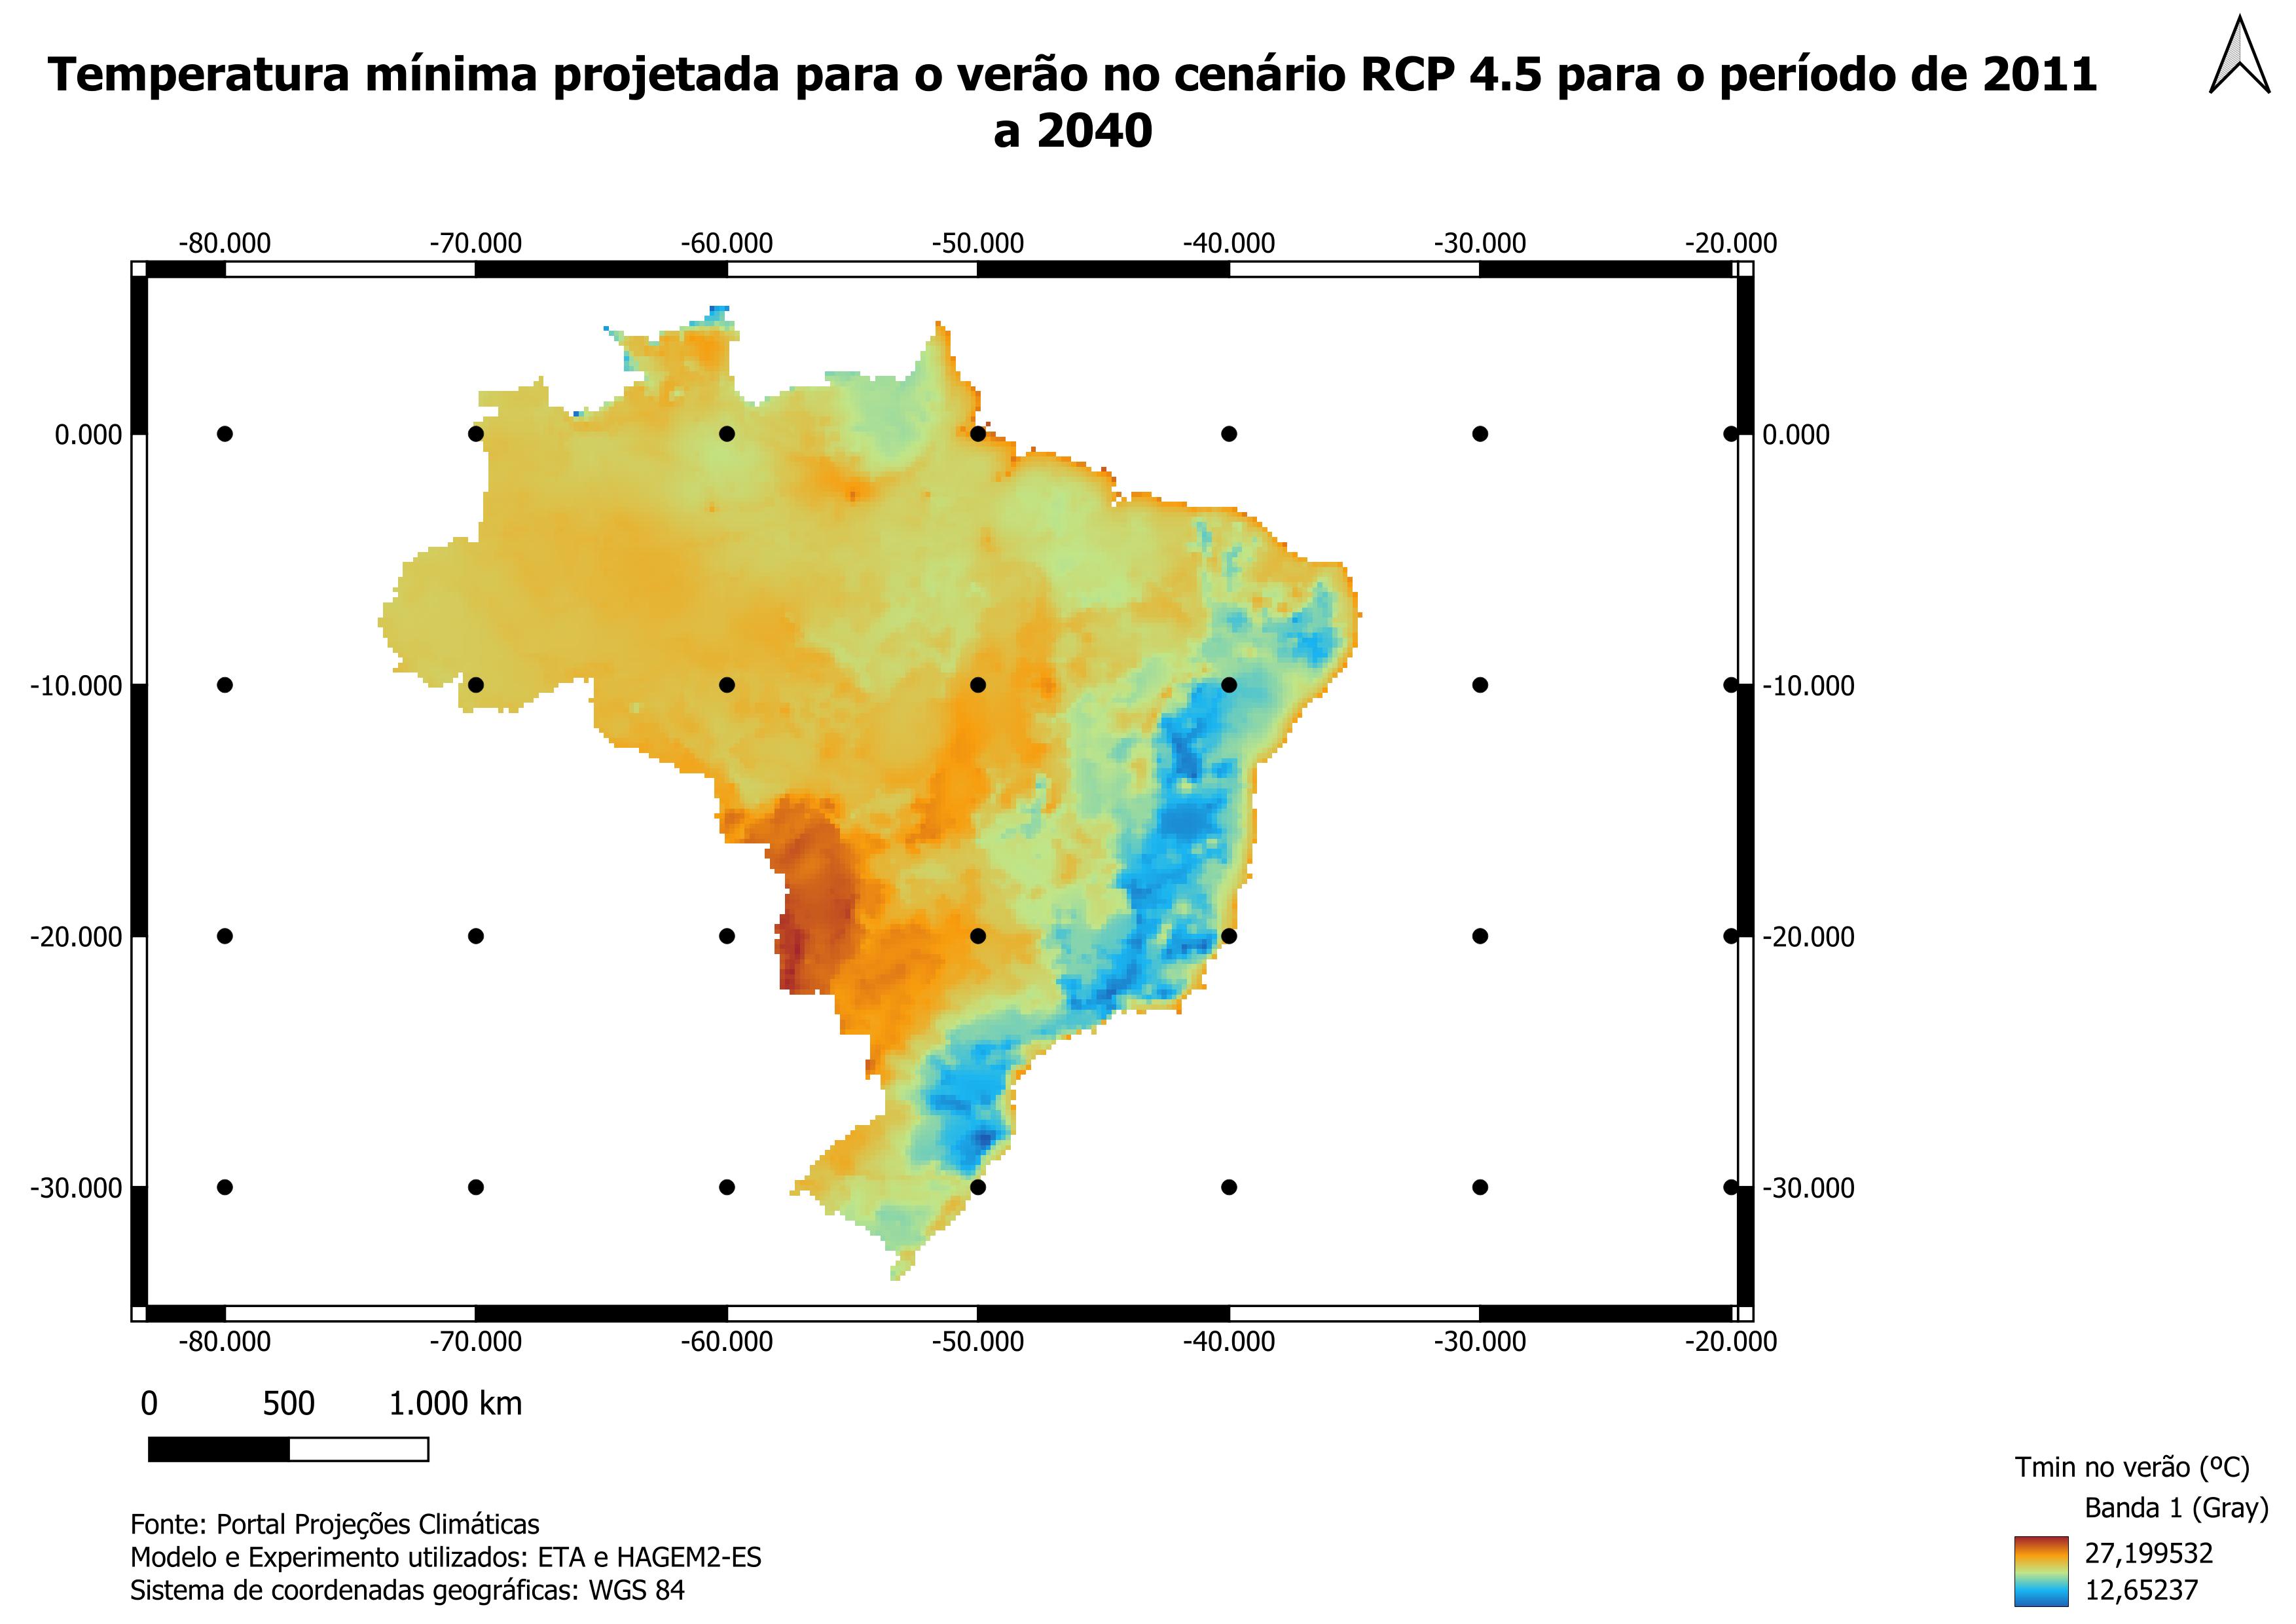 Temperatura mínima projetada para o verão no cenário RCP 4.5 para o período de 2011
a 2040
-80.000 -70.000 -60.000 -50.000 -40.000 -30.000 -20.000
0.000 0.000
-10.000 -10.000
-20.000 -20.000
-30.000 -30.000
-80.000 -70.000 -60.000 -50.000 -40.000 -30.000 -20.000
0 500 1.000 km
Fonte: Portal Projeções Climáticas
Modelo e Experimento utilizados: ETA e HAGEM2-ES
Sistema de coordenadas geográficas: WGS 84
Tmin no verão (ºC)
Banda 1 (Gray)
27,199532
12,65237